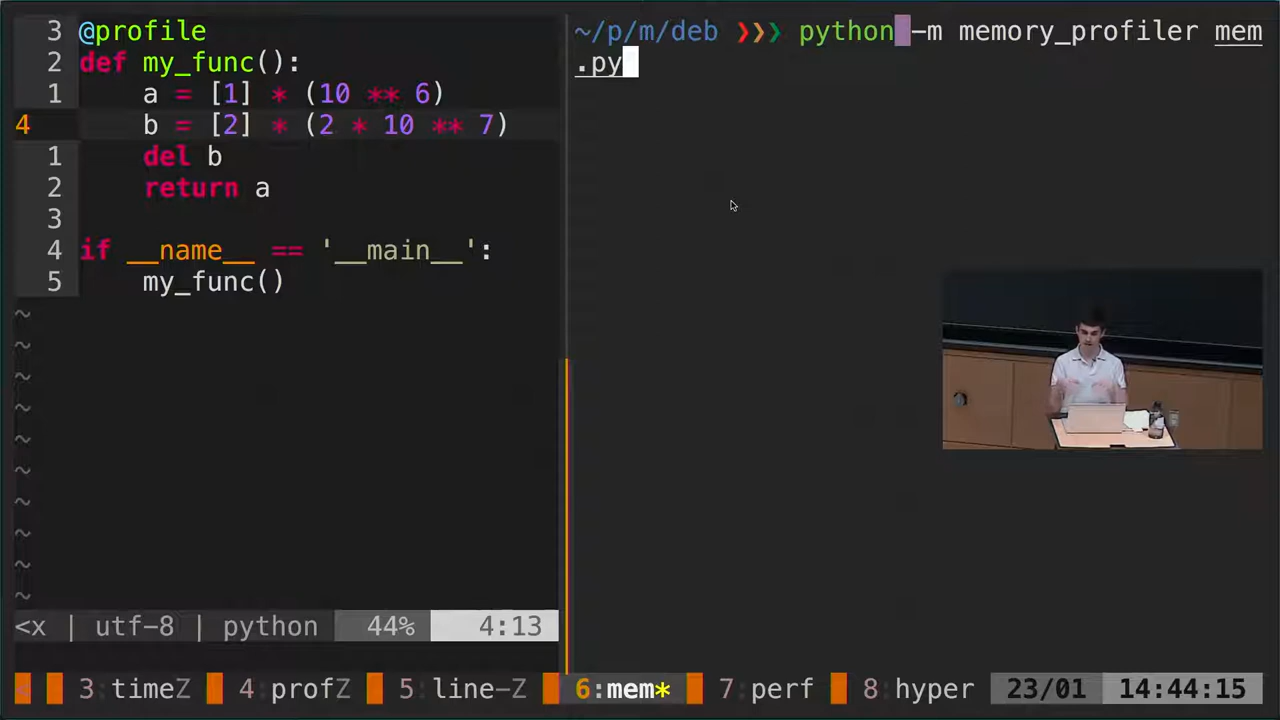 3 @profile
2 def my_func():
1 a = [1] * (10 ** 6)
4 b = [2] * (2 * 10 ** 7)
1 del b
2 return a
3
4 if __name__ == '__main__':
5 my_func()
~
~
~
~
~
~
~
~
~
~
<x | utf-8 | python 44% 4:13
~/p/m/deb ❯❯❯ python -m memory_profiler mem
.py
< 3:timeZ 4:profZ 5:line-Z 6:mem* 7:perf 8:hyper 23/01 14:44:15